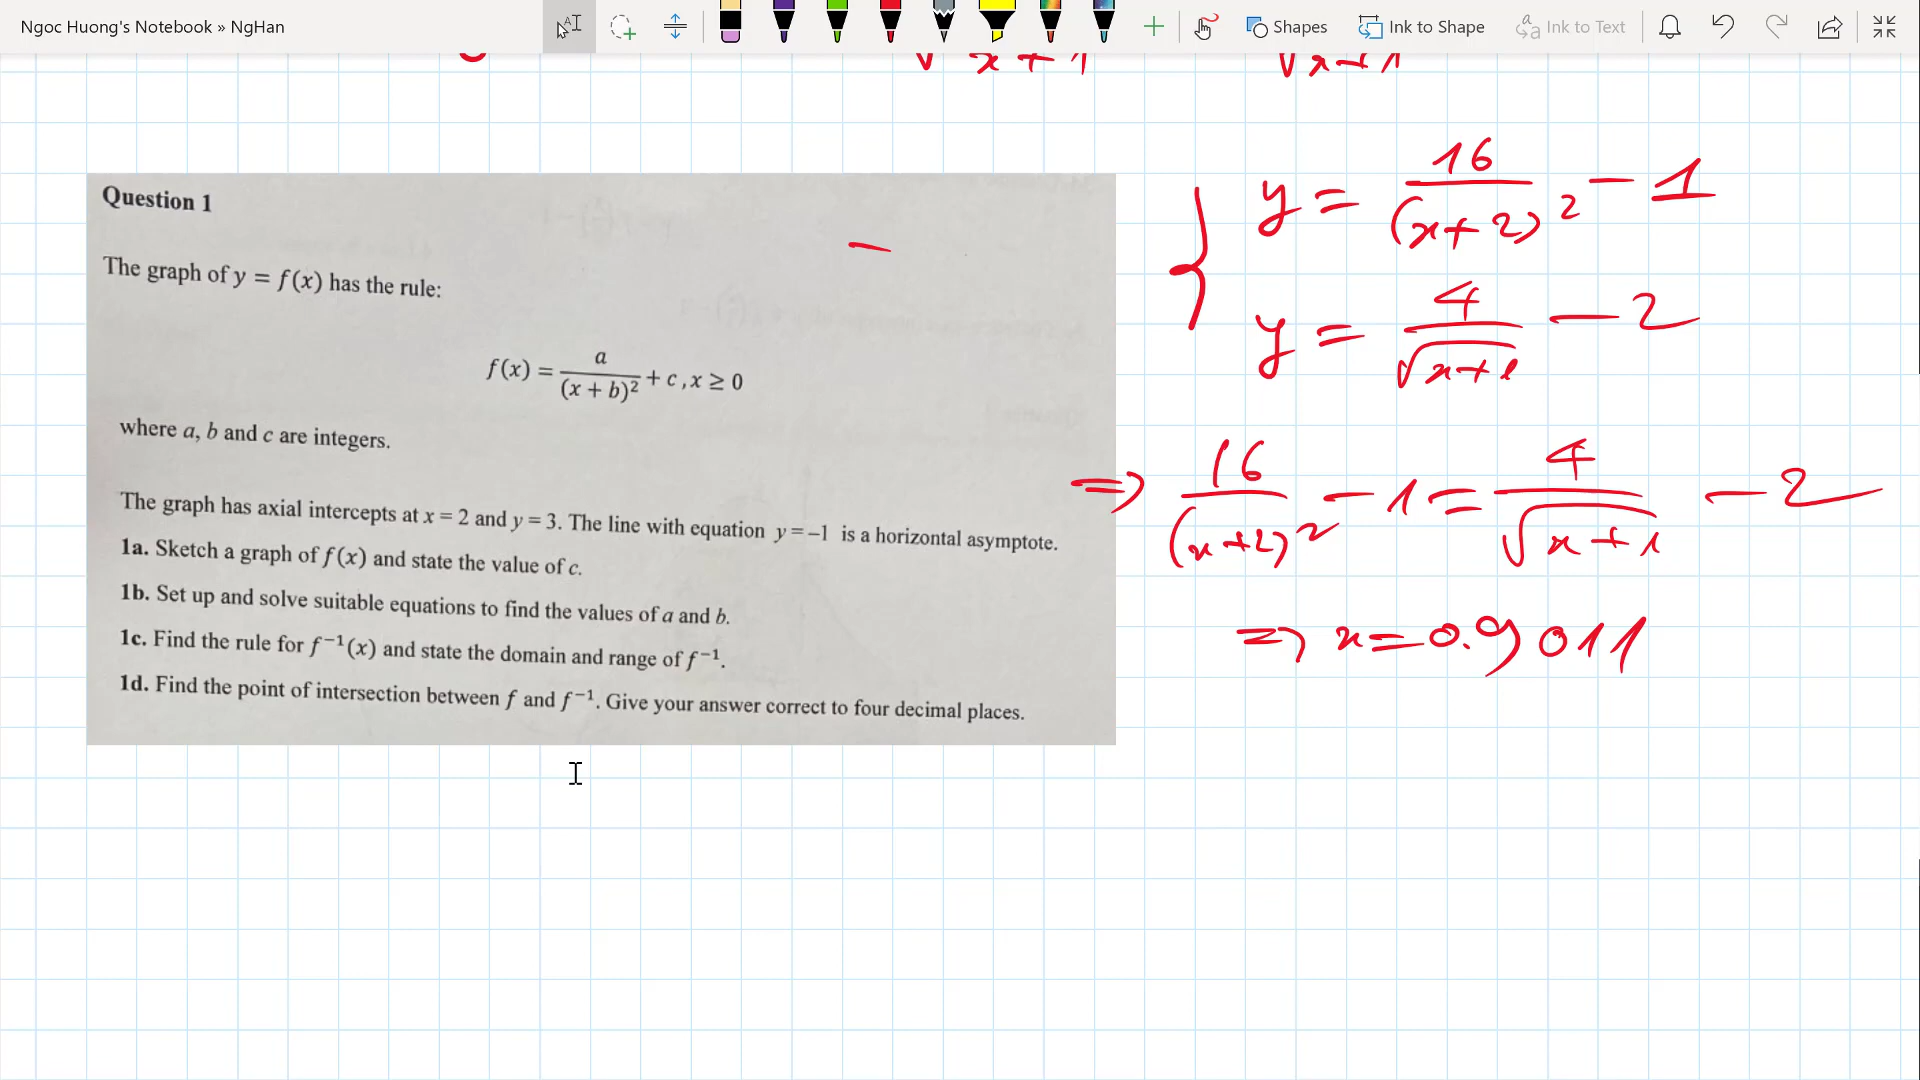 Ngoc Huong's Notebook » NgHan
Shapes
Ink to Shape
Ink to Text
√x+1
√x+1
Question 1
The graph of y = f(x) has the rule:
f(x) = a/(x + b)² + c , x ≥ 0
where a, b and c are integers.
The graph has axial intercepts at x = 2 and y = 3. The line with equation y = −1 is a horizontal asymptote.
1a. Sketch a graph of f(x) and state the value of c.
1b. Set up and solve suitable equations to find the values of a and b.
1c. Find the rule for f⁻¹(x) and state the domain and range of f⁻¹.
1d. Find the point of intersection between f and f⁻¹. Give your answer correct to four decimal places.
{ y = 16/(x+2)² − 1
y = 4/√x+1 − 2
⇒ 16/(x+2)² − 1 = 4/√x+1 − 2
⇒ x = 0.9011